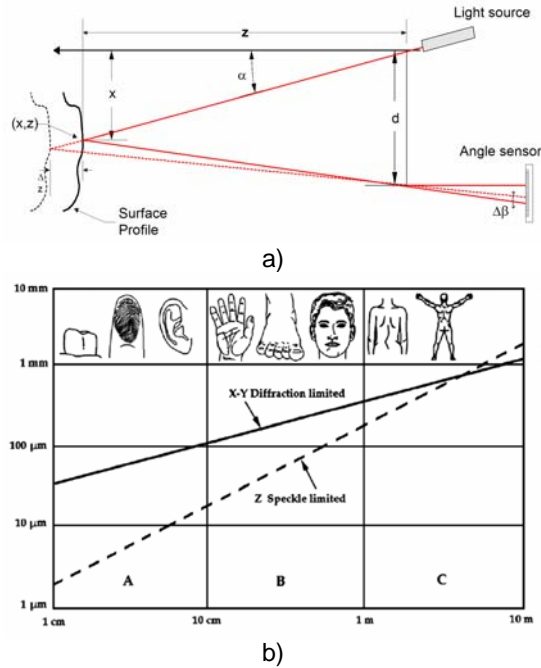 z
Light source
α
x
d
(x,z)
Angle sensor
Δ
z
Δβ
Surface
Profile
a)
10 mm
1 mm
X-Y Diffraction limited
100 μm
Z Speckle limited
10 μm
A
B
C
1 μm
1 cm
10 cm
1 m
10 m
b)